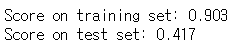 Score on training set: 0.903
Score on test set: 0.417